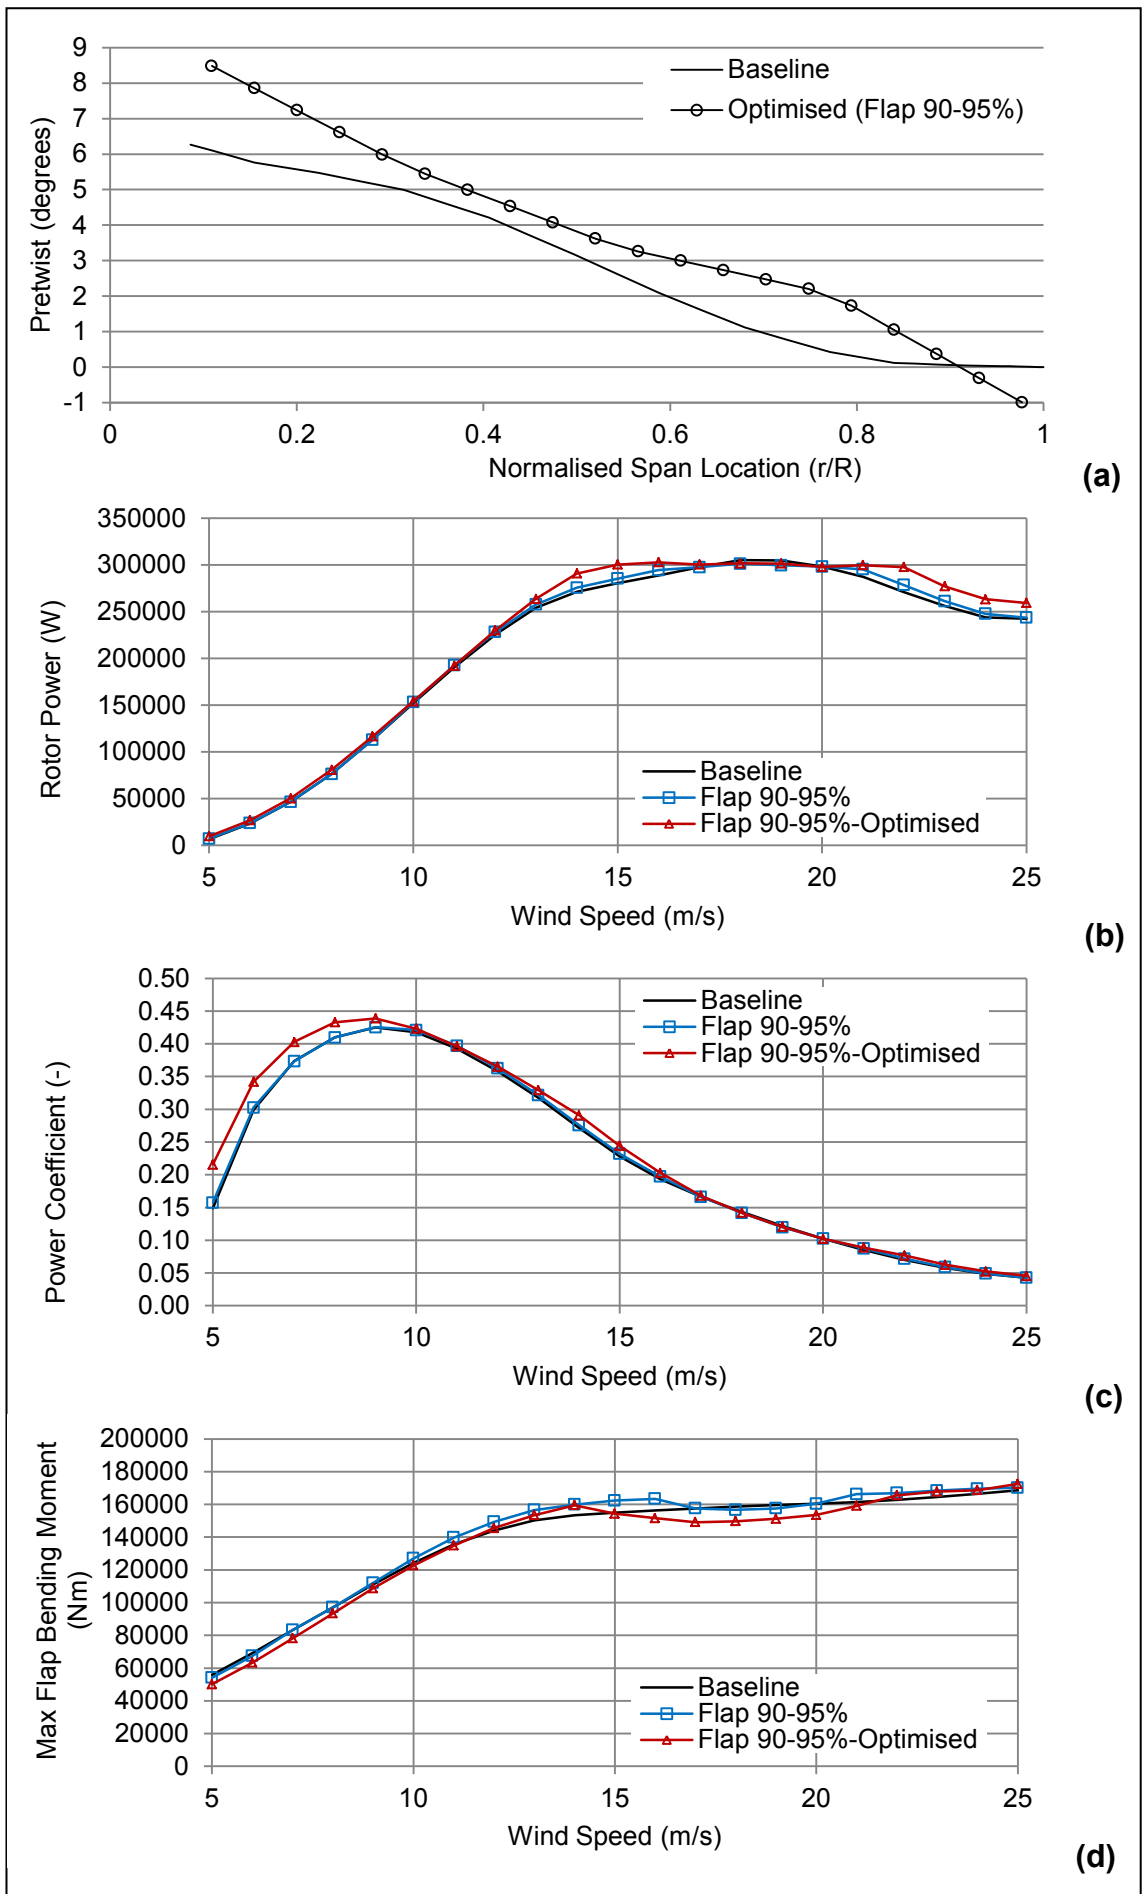 9
8
7
6
5
4
3
2
1
0
-1
Pretwist (degrees)
Baseline
Optimised (Flap 90-95%)
0 0.2 0.4 0.6 0.8 1
Normalised Span Location (r/R)
(a)
350000
300000
250000
200000
150000
100000
50000
0
Rotor Power (W)
Baseline
Flap 90-95%
Flap 90-95%-Optimised
5 10 15 20 25
Wind Speed (m/s)
(b)
0.50
0.45
0.40
0.35
0.30
0.25
0.20
0.15
0.10
0.05
0.00
Power Coefficient (-)
Baseline
Flap 90-95%
Flap 90-95%-Optimised
5 10 15 20 25
Wind Speed (m/s)
(c)
200000
180000
160000
140000
120000
100000
80000
60000
40000
20000
0
Max Flap Bending Moment
(Nm)
Baseline
Flap 90-95%
Flap 90-95%-Optimised
5 10 15 20 25
Wind Speed (m/s)
(d)